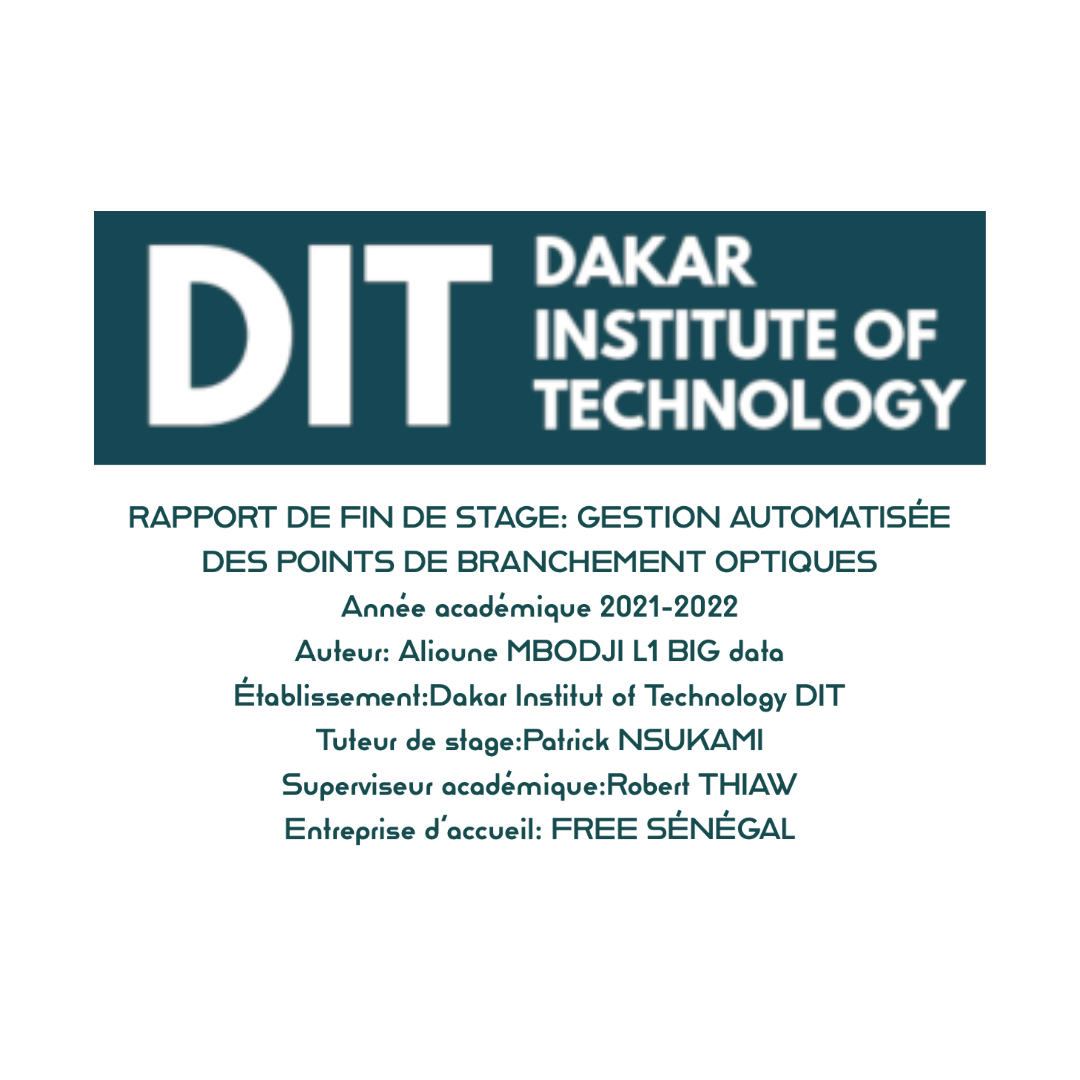 DIT
DAKAR
INSTITUTE OF
TECHNOLOGY
RAPPORT DE FIN DE STAGE: GESTION AUTOMATISÉE
DES POINTS DE BRANCHEMENT OPTIQUES
Année académique 2021-2022
Auteur: Alioune MBODJI L1 BIG data
Établissement:Dakar Institut of Technology DIT
Tuteur de stage:Patrick NSUKAMI
Superviseur académique:Robert THIAW
Entreprise d'accueil: FREE SÉNÉGAL